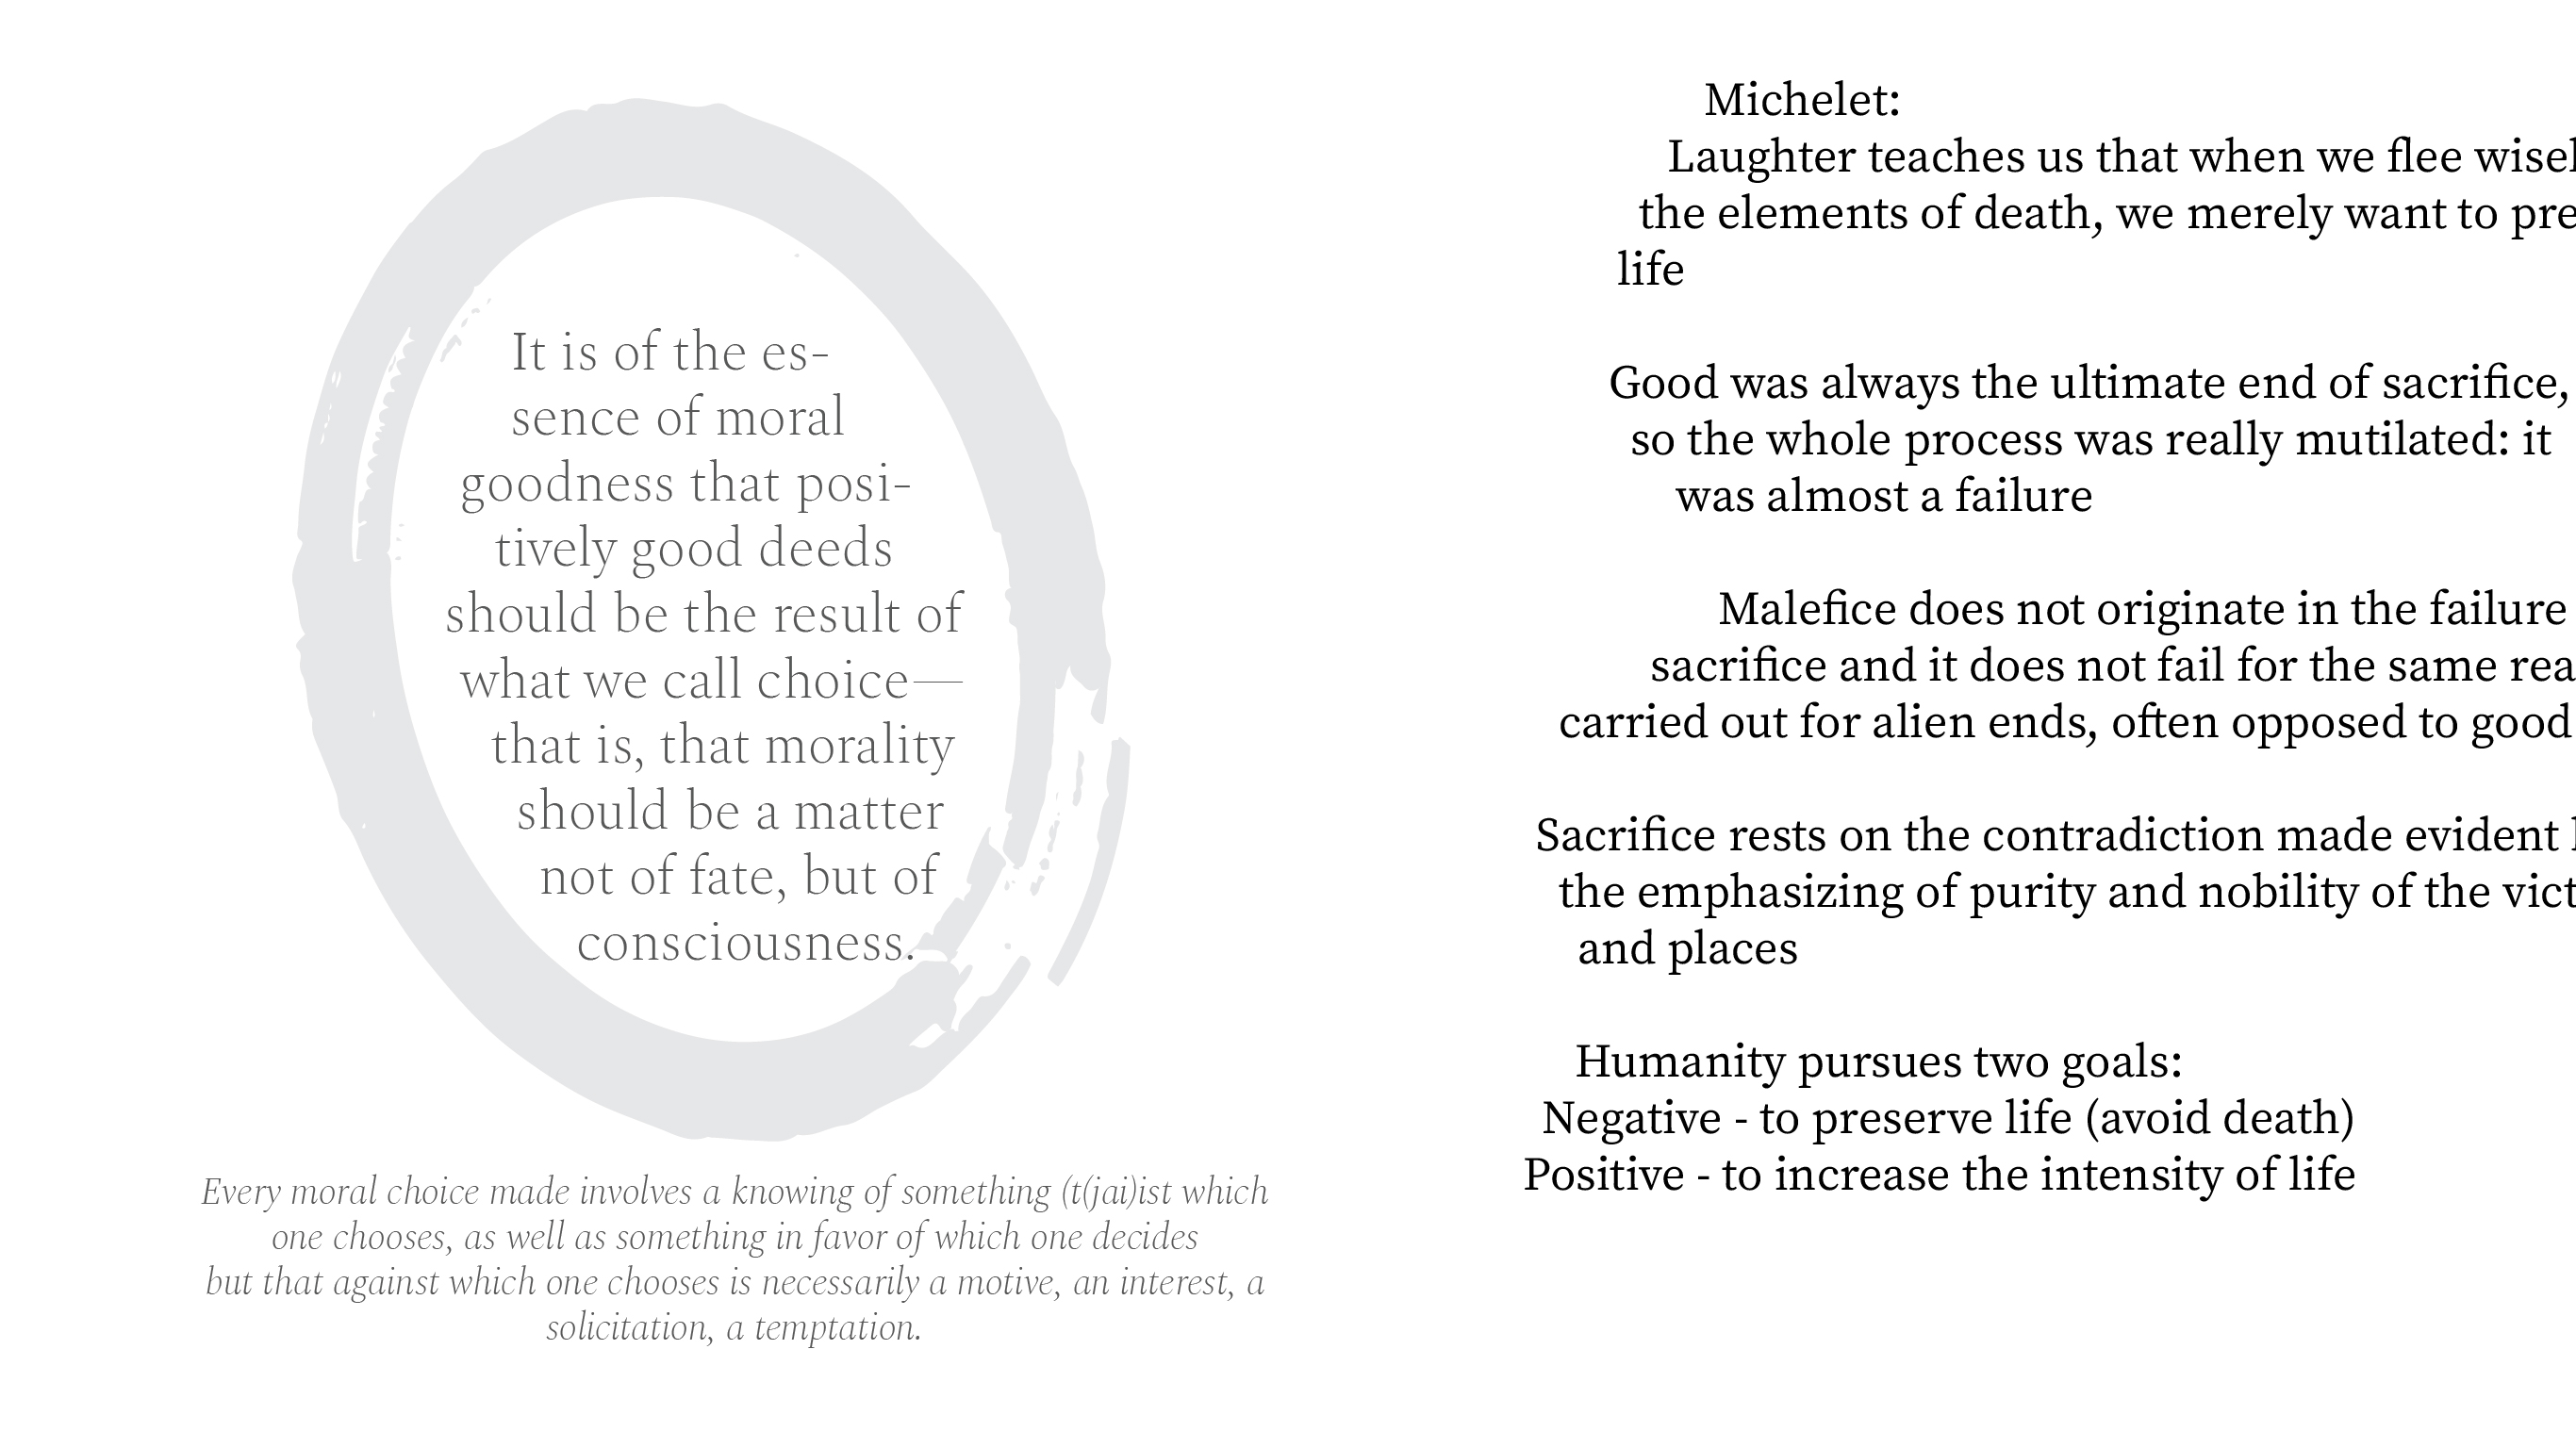 It is of the es-
sence of moral
goodness that posi-
tively good deeds
should be the result of
what we call choice—
that is, that morality
should be a matter
not of fate, but of
consciousness.
Every moral choice made involves a knowing of something (t(jai)ist which
one chooses, as well as something in favor of which one decides
but that against which one chooses is necessarily a motive, an interest, a
solicitation, a temptation.
Michelet:
Laughter teaches us that when we flee
the elements of death, we merely want to
life
Good was always the ultimate end of sacrifice,
so the whole process was really mutilated: it
was almost a failure
Malefice does not originate in the failure
sacrifice and it does not fail for the same
carried out for alien ends, often opposed to good
Sacrifice rests on the contradiction made evident
the emphasizing of purity and nobility of the
and places
Humanity pursues two goals:
Negative - to preserve life (avoid death)
Positive - to increase the intensity of life